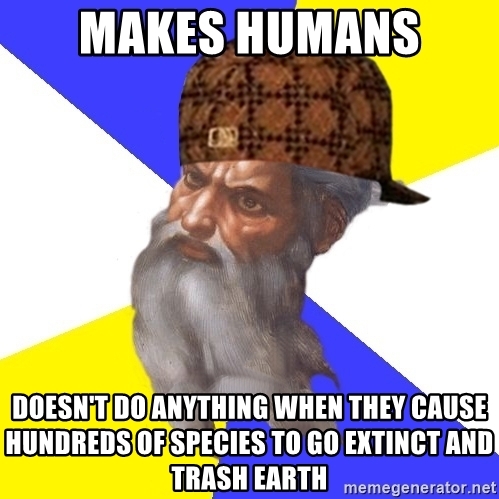 MAKES HUMANS
DOESN'T DO ANYTHING WHEN THEY CAUSE
HUNDREDS OF SPECIES TO GO EXTINCT AND
TRASH EARTH
memegenerator.net